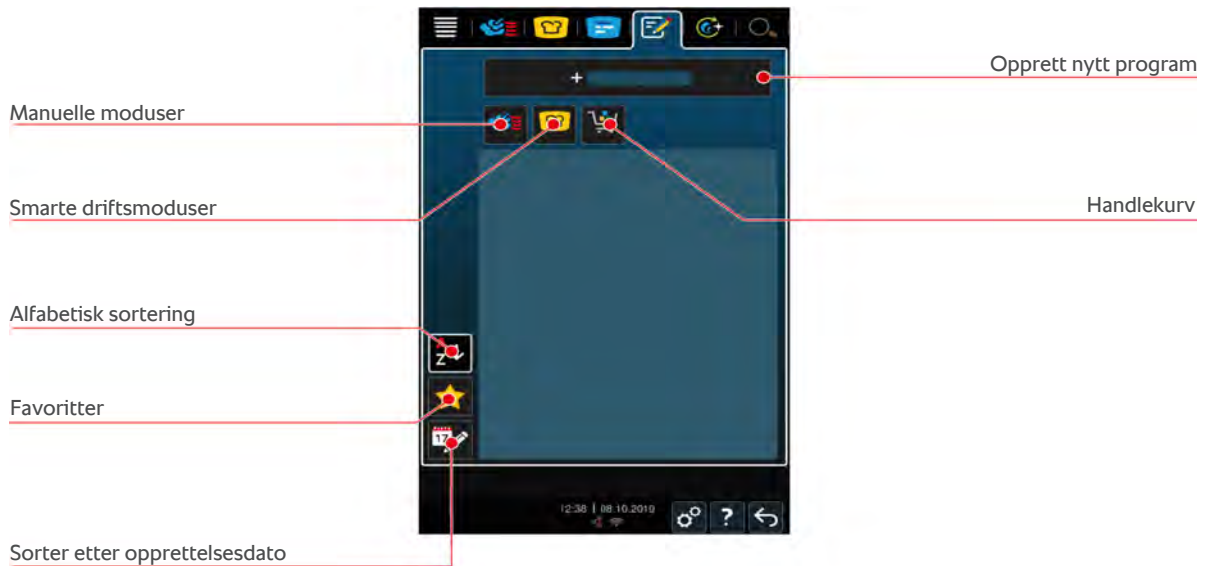 Opprett nytt program
+
Manuelle moduser
Smarte driftsmoduser
Handlekurv
Alfabetisk sortering
Z
Favoritter
17
12:38 | 08.10.2019
?
Sorter etter opprettelsesdato